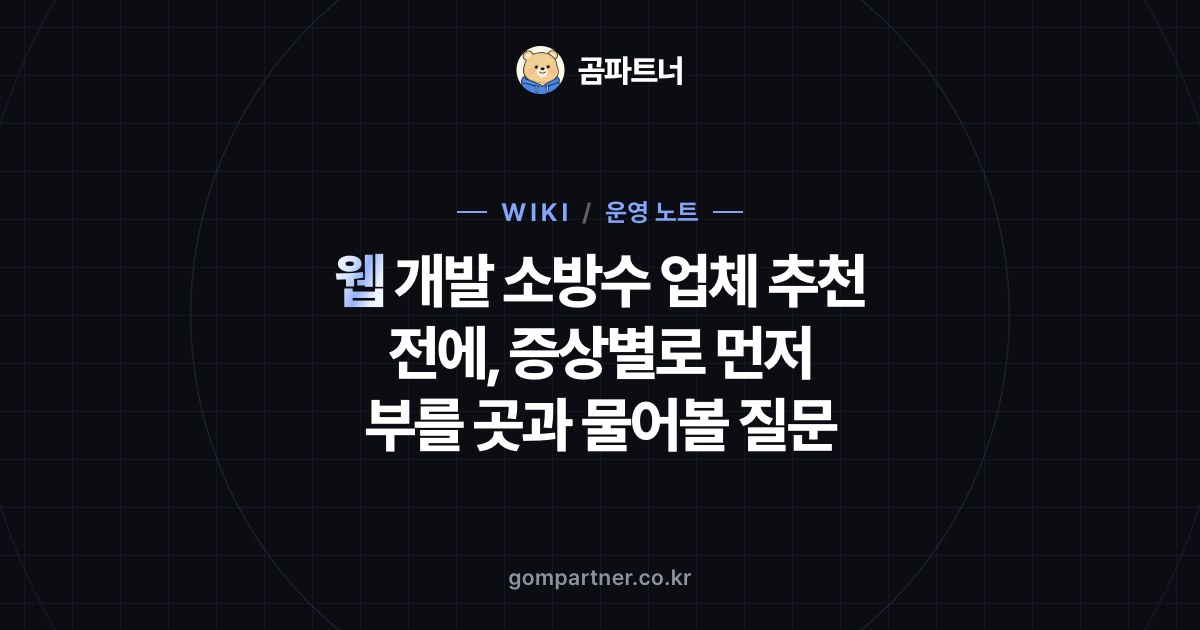 곰파트너
WIKI / 운영 노트
웹 개발 소방수 업체 추천
전에, 증상별로 먼저
부를 곳과 물어볼 질문
gompartner.co.kr